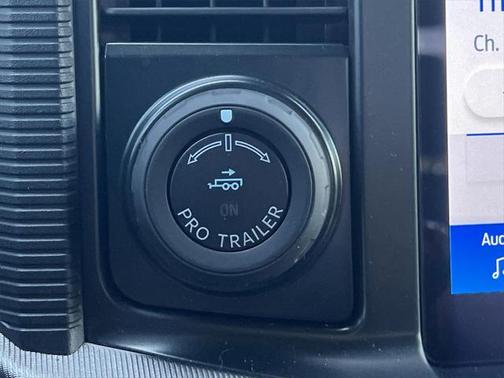 Ch.
ON
PRO TRAILER
Aud